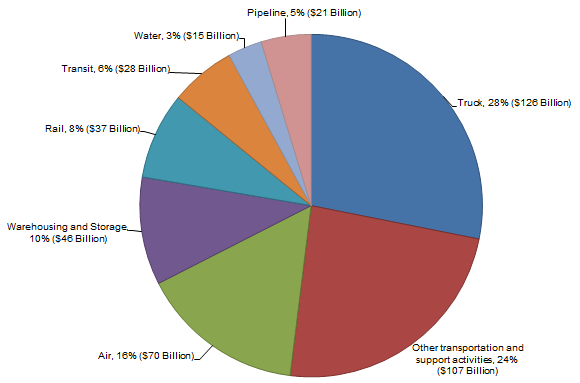 Pipeline, 5% ($21 Billion)
Water, 3% ($15 Billion)
Transit, 6% ($28 Billion)
Truck, 28% ($126 Billion)
Rail, 8% ($37 Billion)
Warehousing and Storage,
10% ($46 Billion)
Air, 16% ($70 Billion)
Other transportation and
support activities, 24%
($107 Billion)